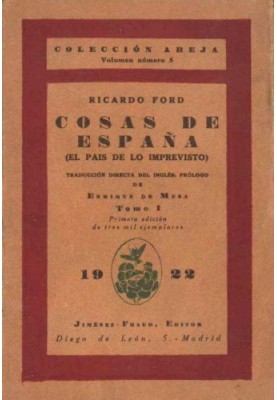 COLECCIÓN ABEJA
Volumen número 5
RICARDO FORD
COSAS DE
ESPAÑA
(EL PAIS DE LO IMPREVISTO)
TRADUCCIÓN DIRECTA DEL INGLÉS: PRÓLOGO
DE
ENRIQUE DE MESA
Tomo I
Primera edición
de tres mil ejemplares
19 22
JIMÉNEZ-FRAUD, EDITOR
Diego de León, 5.-Madrid